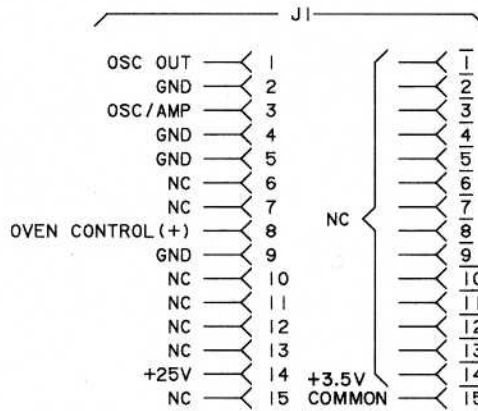 J1
OSC OUT 1
GND 2
OSC/AMP 3
GND 4
GND 5
NC 6
NC 7
OVEN CONTROL(+) 8
GND 9
NC 10
NC 11
NC 12
NC 13
+25V 14
NC 15
NC
1
2
3
4
5
6
7
8
9
10
11
12
13
14
+3.5V
COMMON 15